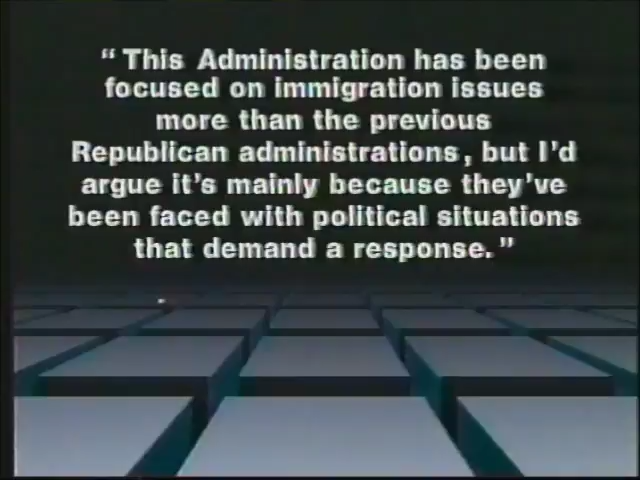 “This Administration has been
focused on immigration issues
more than the previous
Republican administrations, but I'd
argue it's mainly because they've
been faced with political situations
that demand a response.”